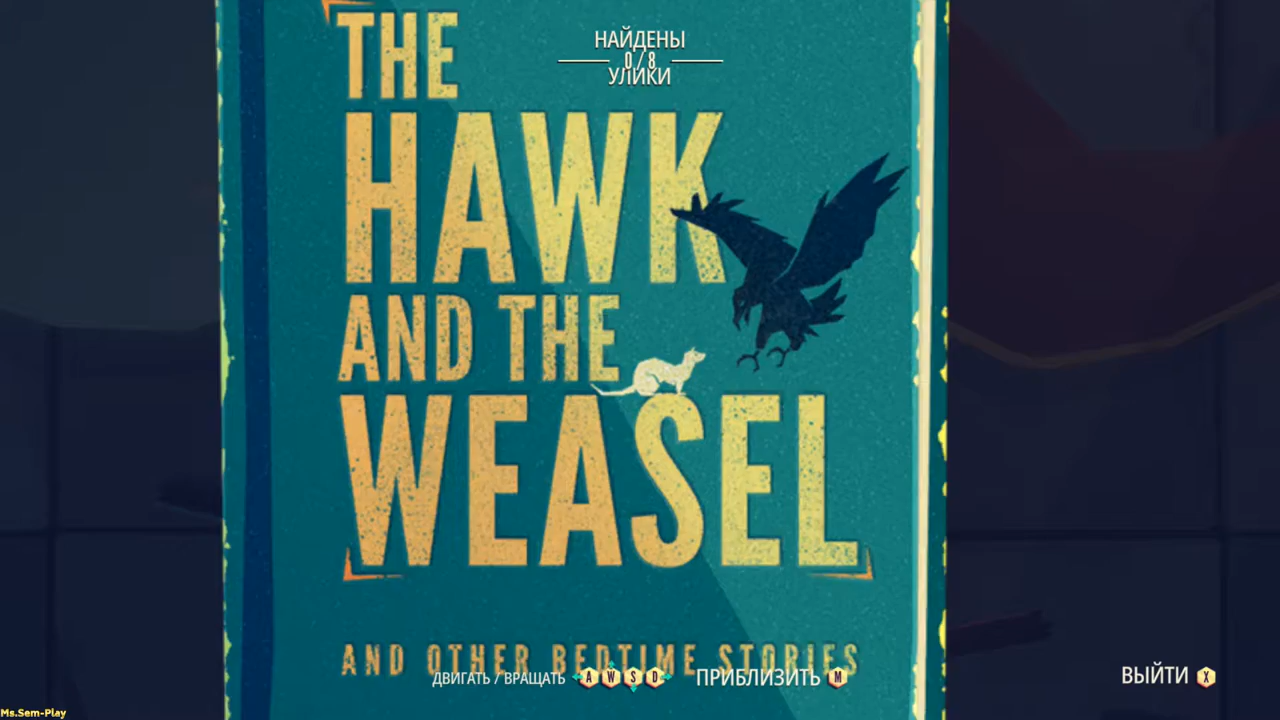 THE
НАЙДЕНЫ
0/8
УЛИКИ
HAWK
AND THE
WEASEL
AND OTHER BEDTIME STORIES
ДВИГАТЬ / ВРАЩАТЬ A W S D ПРИБЛИЗИТЬ M
ВЫЙТИ X
Ms.Sem-Play